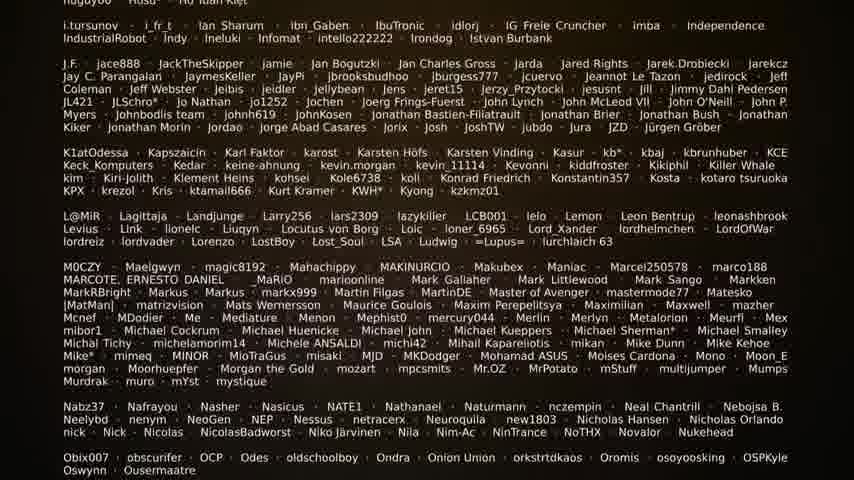 huguy00 · Husu* · Ho Tuan Kiet
i.tursunov · i_fr_t · Ian Sharum · ibn_Gaben · IbuTronic · idlorj · IG Freie Cruncher · imba · Independence
IndustrialRobot · Indy · Ineluki · Infomat · intello222222 · Irondog · Istvan Burbank
J.F. · Jace888 · JackTheSkipper · jamie · Jan Bogutzki · Jan Charles Gross · Jarda · Jared Rights · Jarek.Drobiecki · Jarekcz
Jay C. Parangalan · JaymesKeller · JayPi · jbrooksbudhoo · jburgess777 · jcuervo · Jeannot Le Tazon · jedirock · Jeff
Coleman · Jeff Webster · Jeibis · jeidler · Jellybean · Jens · jeret15 · Jerzy_Przytocki · jesusnt · Jill · Jimmy Dahl Pedersen
JL421 · JLSchro* · Jo Nathan · jo1252 · Jochen · Joerg Frings-Fuerst · John Lynch · John McLeod VII · John O'Neill · John P.
Myers · Johnbodlis team · johnh619 · JohnKosen · Jonathan Bastien-Filiatrault · Jonathan Brier · Jonathan Bush · Jonathan
Kiker · Jonathan Morin · Jordao · Jorge Abad Casares · Jorix · Josh · JoshTW · jubdo · Jura · JZD · Jürgen Gröber
K1atOdessa · Kapszaicin · Karl Faktor · karost · Karsten Höfs · Karsten Vinding · Kasur · kb* · kbaj · kbrunhuber · KCE
Keck_Komputers · Kedar · keine-ahnung · kevin.morgan · kevin_11114 · Kevonni · kiddfroster · Kikiphil · Killer Whale
kim · Kiri-Jolith · Klement Heins · kohsei · Kole6738 · koli · Konrad Friedrich · Konstantin357 · Kosta · kotaro tsuruoka
KPX · krezol · Kris · ktamail666 · Kurt Kramer · KWH* · Kyong · kzkmz01
L@MiR · Lagittaja · Landjunge · Larry256 · lars2309 · lazykiller · LCB001 · lelo · Lemon · Leon Bentrup · leonashbrook
Levius · Link · lionelc · Liuqyn · Locutus von Borg · Loic · loner_6965 · Lord_Xander · lordhelmchen · LordOfWar
lordreiz · lordvader · Lorenzo · LostBoy · Lost_Soul · LSA · Ludwig · =Lupus= · lurchlaich 63
M0CZY · Maelgwyn · magic8192 · Mahachippy · MAKINURCIO · Makubex · Maniac · Marcel250578 · marco188
MARCOTE, ERNESTO DANIEL · _MaRiO · marioonline · Mark Gallaher · Mark Littlewood · Mark Sango · Markken
MarkRBright · Markus · Markus · markx999 · Martin Filgas · MartinDE · Master of Avenger · mastermode77 · Matesko
|MatMan| · matrizvision · Mats Wernersson · Maurice Goulois · Maxim Perepelitsya · Maximilian · Maxwell · mazher
Mcnef · MDodier · Me · Mediature · Menon · Mephist0 · mercury044 · Merlin · Merlyn · Metalorion · Meurfi · Mex
mibor1 · Michael Cockrum · Michael Huenicke · Michael John · Michael Kueppers · Michael Sherman* · Michael Smalley
Michal Tichy · michelamorim14 · Michele ANSALDI · michi42 · Mihail Kapareliotis · mikan · Mike Dunn · Mike Kehoe
Mike* · mimeq · MINOR · MioTraGus · misaki · MJD · MKDodger · Mohamad ASUS · Moises Cardona · Mono · Moon_E
morgan · Moorhuepfer · Morgan the Gold · mozart · mpcsmits · Mr.OZ · MrPotato · mStuff · multijumper · Mumps
Murdrak · muro · mYst · mystique
Nabz37 · Nafrayou · Nasher · Nasicus · NATE1 · Nathanael · Naturmann · nczempin · Neal Chantrill · Nebojsa B.
Neelybd · nenym · NeoGen · NEP · Nessus · netracerx · Neuroquila · new1803 · Nicholas Hansen · Nicholas Orlando
nick · Nick · Nicolas · NicolasBadworst · Niko Järvinen · Nila · Nim-Ac · NinTrance · NoTHX · Novalor · Nukehead
Obix007 · obscurifer · OCP · Odes · oldschoolboy · Ondra · Onion Union · orkstrtdkaos · Oromis · osoyoosking · OSPKyle
Oswynn · Ousermaatre